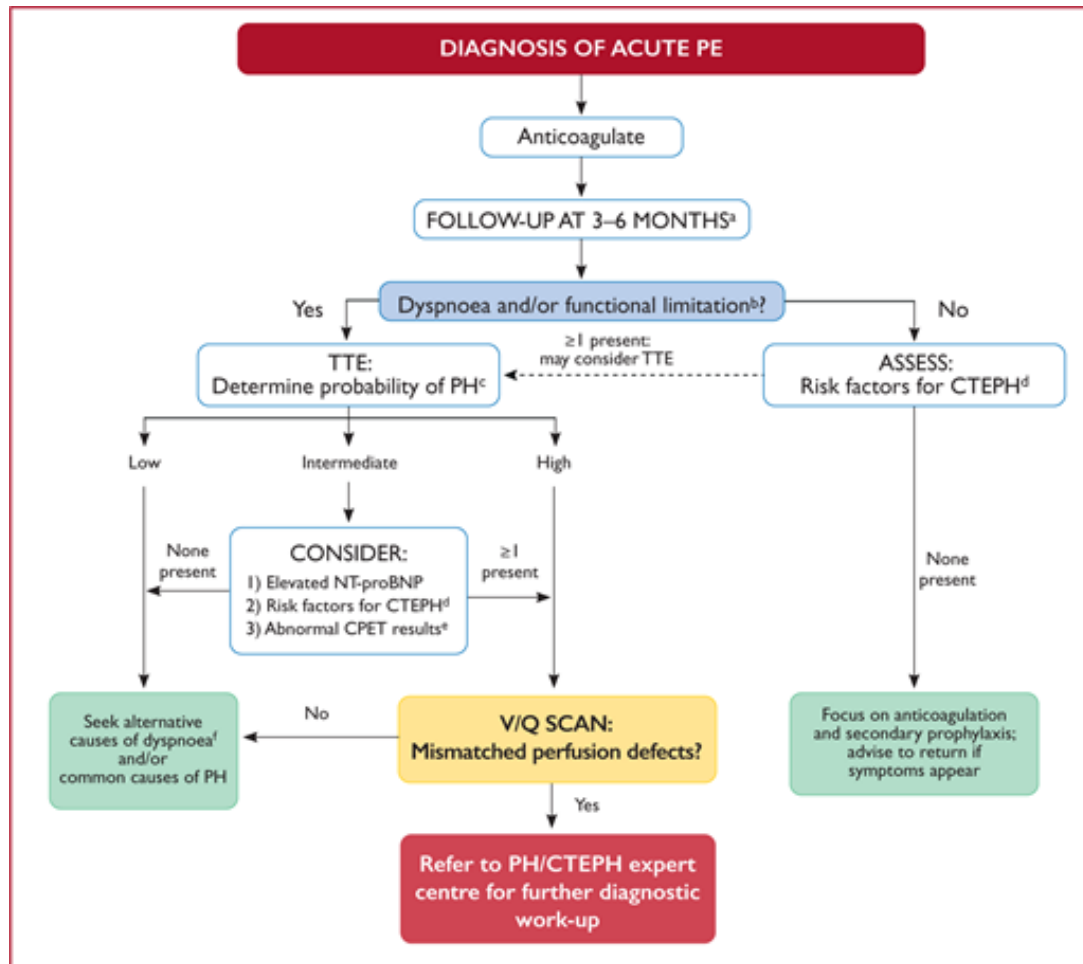 DIAGNOSIS OF ACUTE PE
Anticoagulate
FOLLOW-UP AT 3–6 MONTHSᵃ
Dyspnoea and/or functional limitationᵇ?
Yes
No
≥1 present:
may consider TTE
TTE:
Determine probability of PHᶜ
ASSESS:
Risk factors for CTEPHᵈ
Low
Intermediate
High
None
present
CONSIDER:
1) Elevated NT-proBNP
2) Risk factors for CTEPHᵈ
3) Abnormal CPET resultsᵉ
≥1
present
None
present
Seek alternative
causes of dyspnoeaᶠ
and/or
common causes of PH
No
V/Q SCAN:
Mismatched perfusion defects?
Focus on anticoagulation
and secondary prophylaxis;
advise to return if
symptoms appear
Yes
Refer to PH/CTEPH expert
centre for further diagnostic
work-up